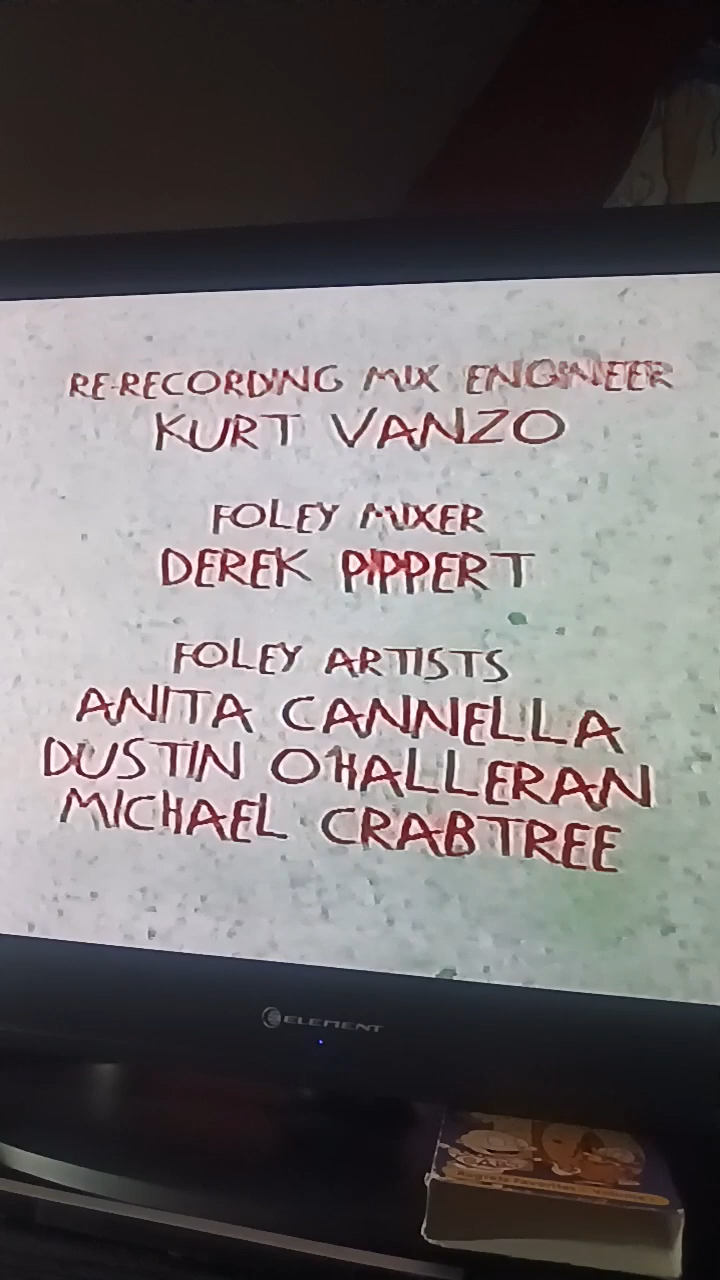 RE-RECORDING MIX ENGINEER
KURT VANZO
FOLEY MIXER
DEREK PIPPERT
FOLEY ARTISTS
ANITA CANNELLA
DUSTIN O'HALLERAN
MICHAEL CRABTREE
ELEMENT